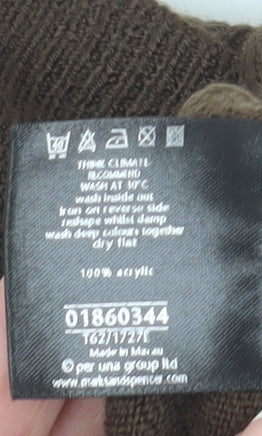 THINK CLIMATE
RECOMMEND
WASH AT 30°C
wash inside out
iron on reverse side
reshape whilst damp
wash deep colours together
dry flat
100% acrylic
01860344
T62/1727E
Made in Macau
© per una group ltd
www.marksandspencer.com